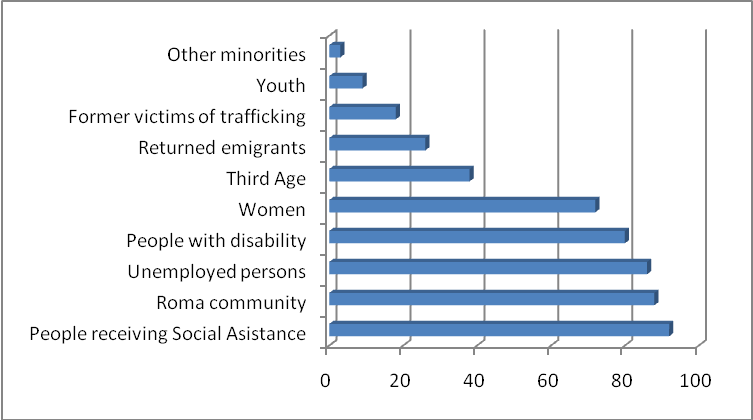 Other minorities
Youth
Former victims of trafficking
Returned emigrants
Third Age
Women
People with disability
Unemployed persons
Roma community
People receiving Social Asistance
0 20 40 60 80 100